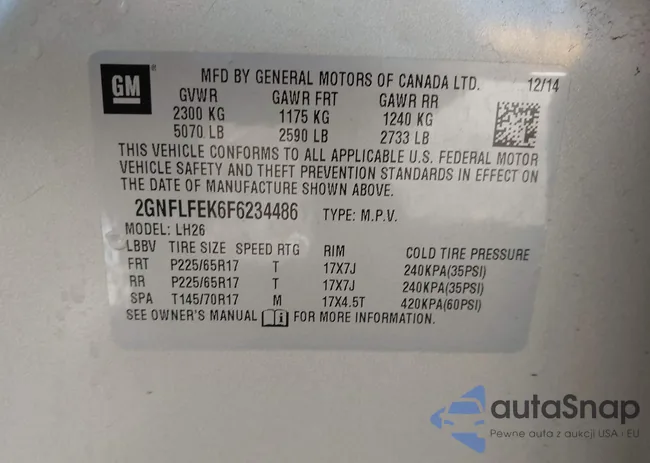 GM ® MFD BY GENERAL MOTORS OF CANADA LTD. 12/14
GVWR GAWR FRT GAWR RR
2300 KG 1175 KG 1240 KG
5070 LB 2590 LB 2733 LB
THIS VEHICLE CONFORMS TO ALL APPLICABLE U.S. FEDERAL MOTOR
VEHICLE SAFETY AND THEFT PREVENTION STANDARDS IN EFFECT ON
THE DATE OF MANUFACTURE SHOWN ABOVE.
2GNFLFEK6F6234486 TYPE: M.P.V.
MODEL: LH26
LBBV TIRE SIZE SPEED RTG RIM COLD TIRE PRESSURE
FRT P225/65R17 T 17X7J 240KPA(35PSI)
RR P225/65R17 T 17X7J 240KPA(35PSI)
SPA T145/70R17 M 17X4.5T 420KPA(60PSI)
SEE OWNER'S MANUAL FOR MORE INFORMATION.
autaSnap
Pewne auta z aukcji USA - EU